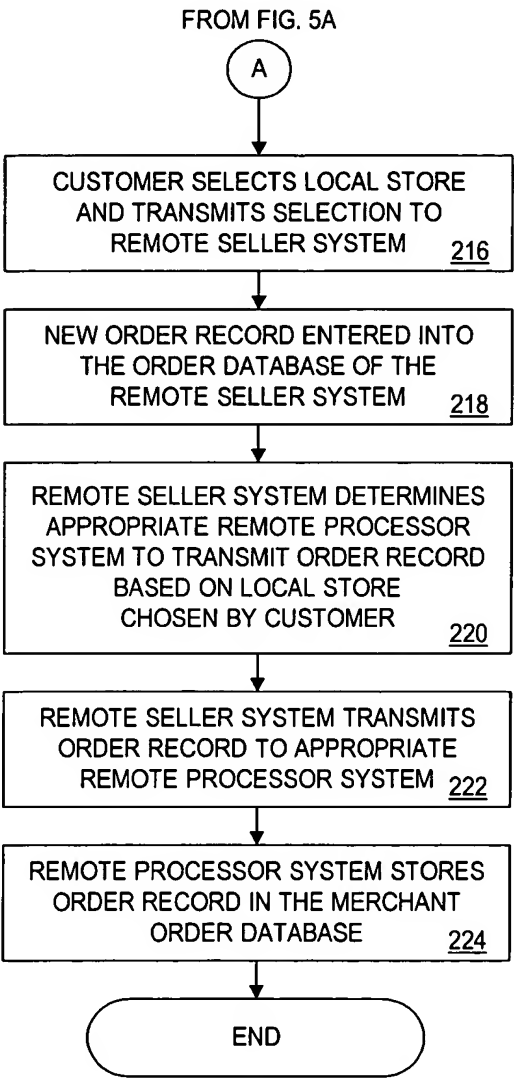 FROM FIG. 5A
A
CUSTOMER SELECTS LOCAL STORE
AND TRANSMITS SELECTION TO
REMOTE SELLER SYSTEM 216
NEW ORDER RECORD ENTERED INTO
THE ORDER DATABASE OF THE
REMOTE SELLER SYSTEM 218
REMOTE SELLER SYSTEM DETERMINES
APPROPRIATE REMOTE PROCESSOR
SYSTEM TO TRANSMIT ORDER RECORD
BASED ON LOCAL STORE
CHOSEN BY CUSTOMER 220
REMOTE SELLER SYSTEM TRANSMITS
ORDER RECORD TO APPROPRIATE
REMOTE PROCESSOR SYSTEM 222
REMOTE PROCESSOR SYSTEM STORES
ORDER RECORD IN THE MERCHANT
ORDER DATABASE 224
END